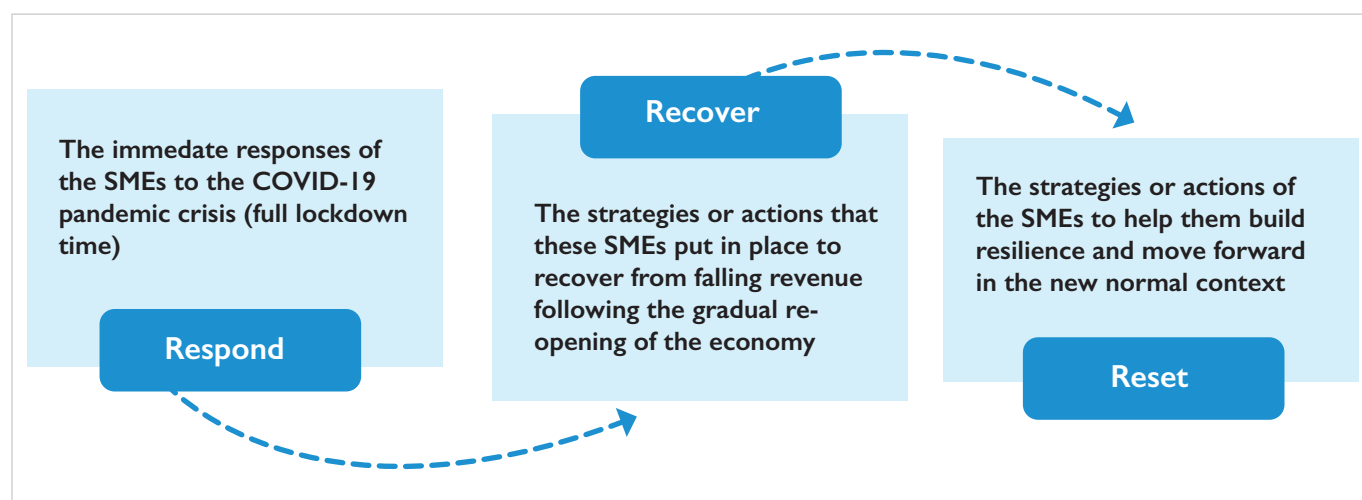 The immedate responses of
the SMEs to the COVID-19
pandemic crisis (full lockdown
time)
Respond
Recover
The strategies or actions that
these SMEs put in place to
recover from falling revenue
following the gradual re-
opening of the economy
The strategies or actions of
the SMEs to help them build
resilience and move forward
in the new normal context
Reset